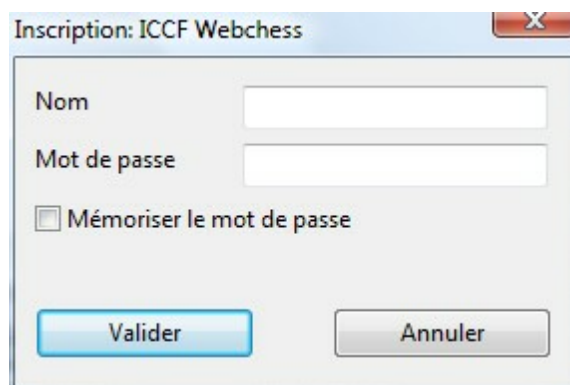 Inscription: ICCF Webchess
Nom
Mot de passe
Mémoriser le mot de passe
Valider Annuler